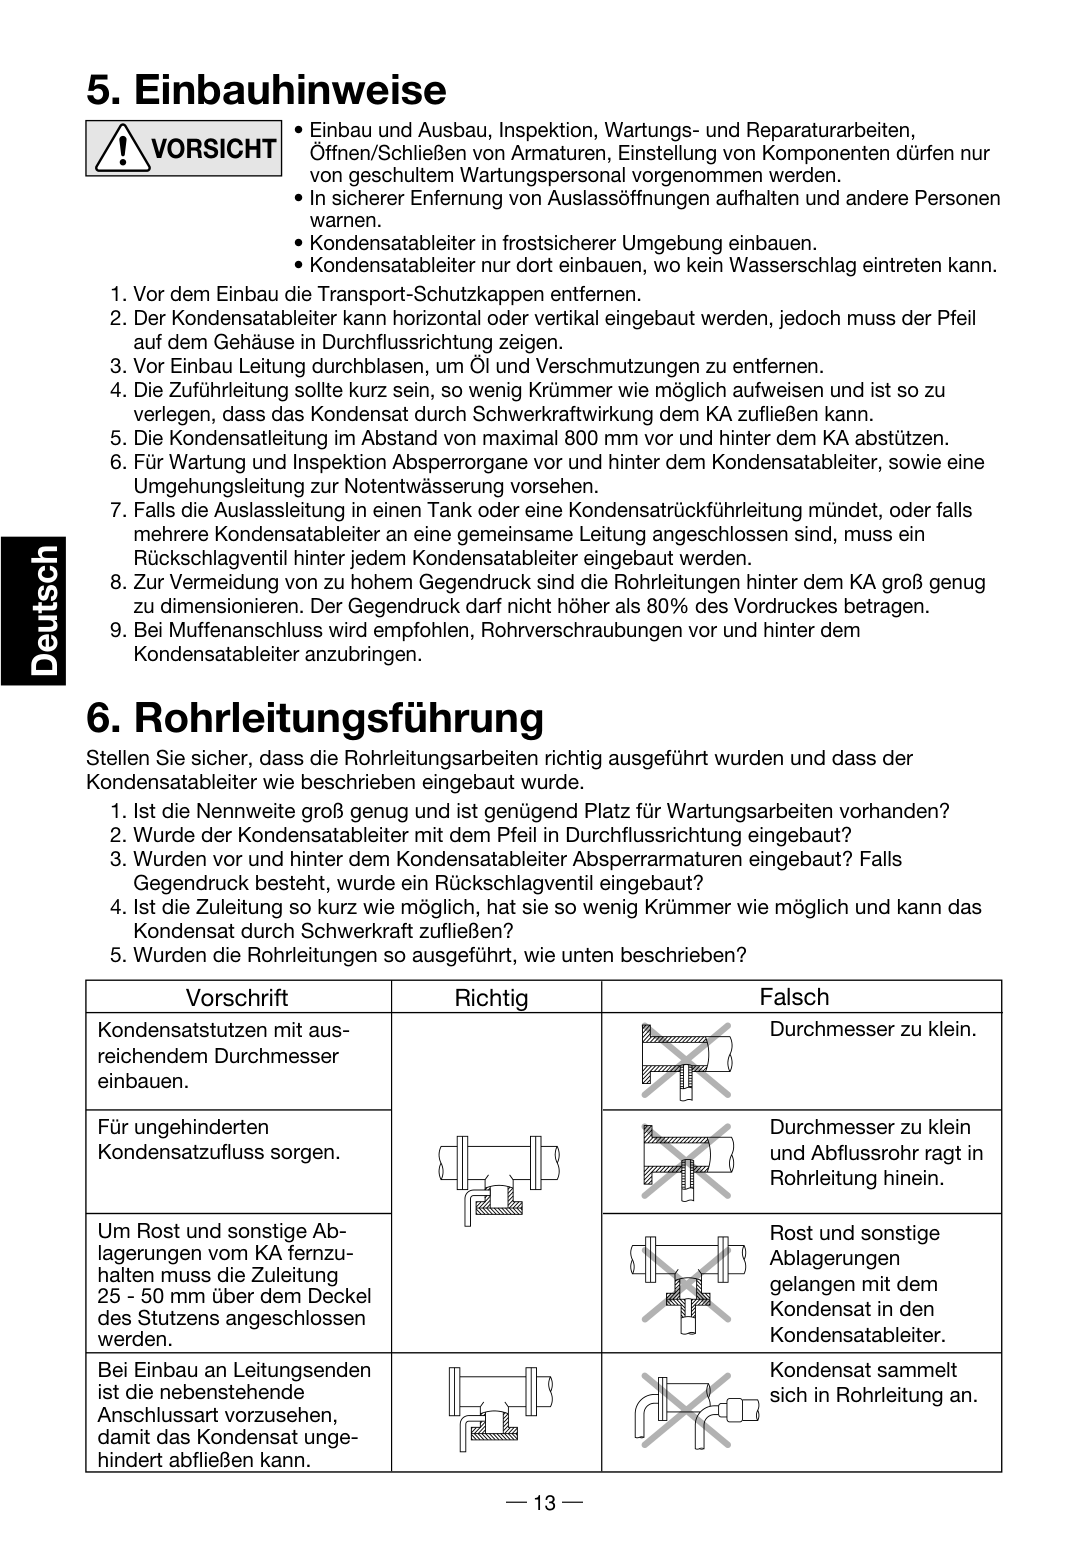 5. Einbauhinweise
VORSICHT
• Einbau und Ausbau, Inspektion, Wartungs- und Reparaturarbeiten,
Öffnen/Schließen von Armaturen, Einstellung von Komponenten dürfen nur
von geschultem Wartungspersonal vorgenommen werden.
• In sicherer Enfernung von Auslassöffnungen aufhalten und andere Personen
warnen.
• Kondensatableiter in frostsicherer Umgebung einbauen.
• Kondensatableiter nur dort einbauen, wo kein Wasserschlag eintreten kann.
1. Vor dem Einbau die Transport-Schutzkappen entfernen.
2. Der Kondensatableiter kann horizontal oder vertikal eingebaut werden, jedoch muss der Pfeil
auf dem Gehäuse in Durchflussrichtung zeigen.
3. Vor Einbau Leitung durchblasen, um Öl und Verschmutzungen zu entfernen.
4. Die Zuführleitung sollte kurz sein, so wenig Krümmer wie möglich aufweisen und ist so zu
verlegen, dass das Kondensat durch Schwerkraftwirkung dem KA zufließen kann.
5. Die Kondensatleitung im Abstand von maximal 800 mm vor und hinter dem KA abstützen.
6. Für Wartung und Inspektion Absperrorgane vor und hinter dem Kondensatableiter, sowie eine
Umgehungsleitung zur Notentwässerung vorsehen.
7. Falls die Auslassleitung in einen Tank oder eine Kondensatrückführleitung mündet, oder falls
mehrere Kondensatableiter an eine gemeinsame Leitung angeschlossen sind, muss ein
Rückschlagventil hinter jedem Kondensatableiter eingebaut werden.
8. Zur Vermeidung von zu hohem Gegendruck sind die Rohrleitungen hinter dem KA groß genug
zu dimensionieren. Der Gegendruck darf nicht höher als 80% des Vordruckes betragen.
9. Bei Muffenanschluss wird empfohlen, Rohrverschraubungen vor und hinter dem
Kondensatableiter anzubringen.
Deutsch
6. Rohrleitungsführung
Stellen Sie sicher, dass die Rohrleitungsarbeiten richtig ausgeführt wurden und dass der
Kondensatableiter wie beschrieben eingebaut wurde.
1. Ist die Nennweite groß genug und ist genügend Platz für Wartungsarbeiten vorhanden?
2. Wurde der Kondensatableiter mit dem Pfeil in Durchflussrichtung eingebaut?
3. Wurden vor und hinter dem Kondensatableiter Absperrarmaturen eingebaut? Falls
Gegendruck besteht, wurde ein Rückschlagventil eingebaut?
4. Ist die Zuleitung so kurz wie möglich, hat sie so wenig Krümmer wie möglich und kann das
Kondensat durch Schwerkraft zufließen?
5. Wurden die Rohrleitungen so ausgeführt, wie unten beschrieben?
Vorschrift Richtig Falsch
Kondensatstutzen mit aus-
reichendem Durchmesser
einbauen.
Durchmesser zu klein.
Für ungehinderten
Kondensatzufluss sorgen.
Durchmesser zu klein
und Abflussrohr ragt in
Rohrleitung hinein.
Um Rost und sonstige Ab-
lagerungen vom KA fernzu-
halten muss die Zuleitung
25 - 50 mm über dem Deckel
des Stutzens angeschlossen
werden.
Rost und sonstige
Ablagerungen
gelangen mit dem
Kondensat in den
Kondensatableiter.
Bei Einbau an Leitungsenden
ist die nebenstehende
Anschlussart vorzusehen,
damit das Kondensat unge-
hindert abfließen kann.
Kondensat sammelt
sich in Rohrleitung an.
— 13 —